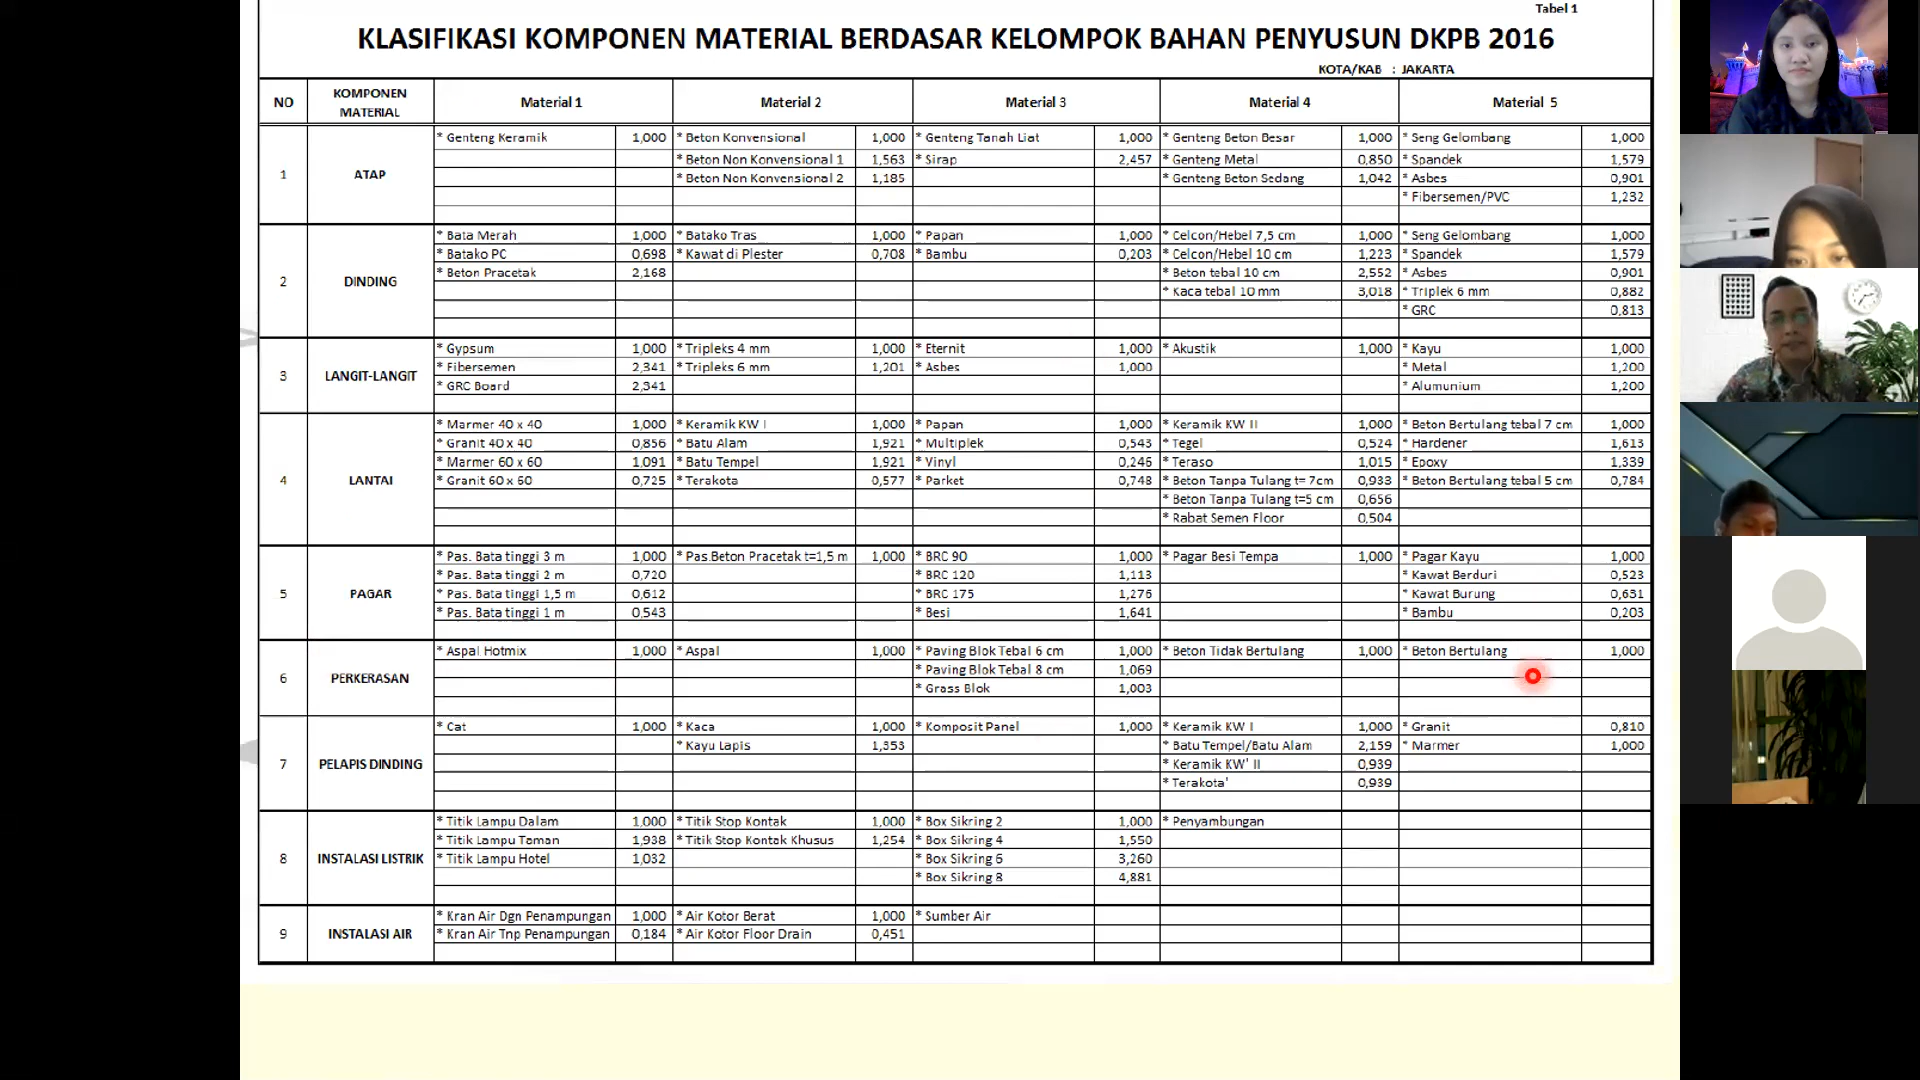 Tabel 1
KLASIFIKASI KOMPONEN MATERIAL BERDASAR KELOMPOK BAHAN PENYUSUN DKPB 2016
KOTA/KAB : JAKARTA
NO KOMPONEN MATERIAL Material 1 Material 2 Material 3 Material 4 Material 5
* Genteng Keramik 1,000 * Beton Konvensional 1,000 * Genteng Tanah Liat 1,000 * Genteng Beton Besar 1,000 * Seng Gelombang 1,000
* Beton Non Konvensional 1 1,563 * Sirap 2,457 * Genteng Metal 0,850 * Spandek 1,579
1 ATAP * Beton Non Konvensional 2 1,185 * Genteng Beton Sedang 1,042 * Asbes 0,901
* Fibersemen/PVC 1,232
* Bata Merah 1,000 * Batako Tras 1,000 * Papan 1,000 * Celcon/Hebel 7,5 cm 1,000 * Seng Gelombang 1,000
* Batako PC 0,698 * Kawat di Plester 0,708 * Bambu 0,203 * Celcon/Hebel 10 cm 1,223 * Spandek 1,579
2 DINDING * Beton Pracetak 2,168 * Beton tebal 10 cm 2,552 * Asbes 0,901
* Kaca tebal 10 mm 3,018 * Triplek 6 mm 0,882
* GRC 0,813
* Gypsum 1,000 * Tripleks 4 mm 1,000 * Eternit 1,000 * Akustik 1,000 * Kayu 1,000
3 LANGIT-LANGIT * Fibersemen 2,341 * Tripleks 6 mm 1,201 * Asbes 1,000 * Metal 1,200
* GRC Board 2,341 * Alumunium 1,200
* Marmer 40 x 40 1,000 * Keramik KW I 1,000 * Papan 1,000 * Keramik KW II 1,000 * Beton Bertulang tebal 7 cm 1,000
* Granit 40 x 40 0,856 * Batu Alam 1,921 * Multiplek 0,543 * Tegel 0,524 * Hardener 1,613
* Marmer 60 x 60 1,091 * Batu Tempel 1,921 * Vinyl 0,246 * Teraso 1,015 * Epoxy 1,339
4 LANTAI * Granit 60 x 60 0,725 * Terakota 0,577 * Parket 0,748 * Beton Tanpa Tulang t= 7cm 0,933 * Beton Bertulang tebal 5 cm 0,784
* Beton Tanpa Tulang t=5 cm 0,656
* Rabat Semen Floor 0,504
* Pas. Bata tinggi 3 m 1,000 * Pas.Beton Pracetak t=1,5 m 1,000 * BRC 90 1,000 * Pagar Besi Tempa 1,000 * Pagar Kayu 1,000
* Pas. Bata tinggi 2 m 0,720 * BRC 120 1,113 * Kawat Berduri 0,523
5 PAGAR * Pas. Bata tinggi 1,5 m 0,612 * BRC 175 1,276 * Kawat Burung 0,631
* Pas. Bata tinggi 1 m 0,543 * Besi 1,641 * Bambu 0,203
* Aspal Hotmix 1,000 * Aspal 1,000 * Paving Blok Tebal 6 cm 1,000 * Beton Tidak Bertulang 1,000 * Beton Bertulang 1,000
6 PERKERASAN * Paving Blok Tebal 8 cm 1,069
* Grass Blok 1,003
* Cat 1,000 * Kaca 1,000 * Komposit Panel 1,000 * Keramik KW I 1,000 * Granit 0,810
* Kayu Lapis 1,353 * Batu Tempel/Batu Alam 2,159 * Marmer 1,000
7 PELAPIS DINDING * Keramik KW' II 0,939
* Terakota' 0,939
* Titik Lampu Dalam 1,000 * Titik Stop Kontak 1,000 * Box Sikring 2 1,000 * Penyambungan
* Titik Lampu Taman 1,938 * Titik Stop Kontak Khusus 1,254 * Box Sikring 4 1,550
8 INSTALASI LISTRIK * Titik Lampu Hotel 1,032 * Box Sikring 6 3,260
* Box Sikring 8 4,881
* Kran Air Dgn Penampungan 1,000 * Air Kotor Berat 1,000 * Sumber Air
9 INSTALASI AIR * Kran Air Tnp Penampungan 0,184 * Air Kotor Floor Drain 0,451